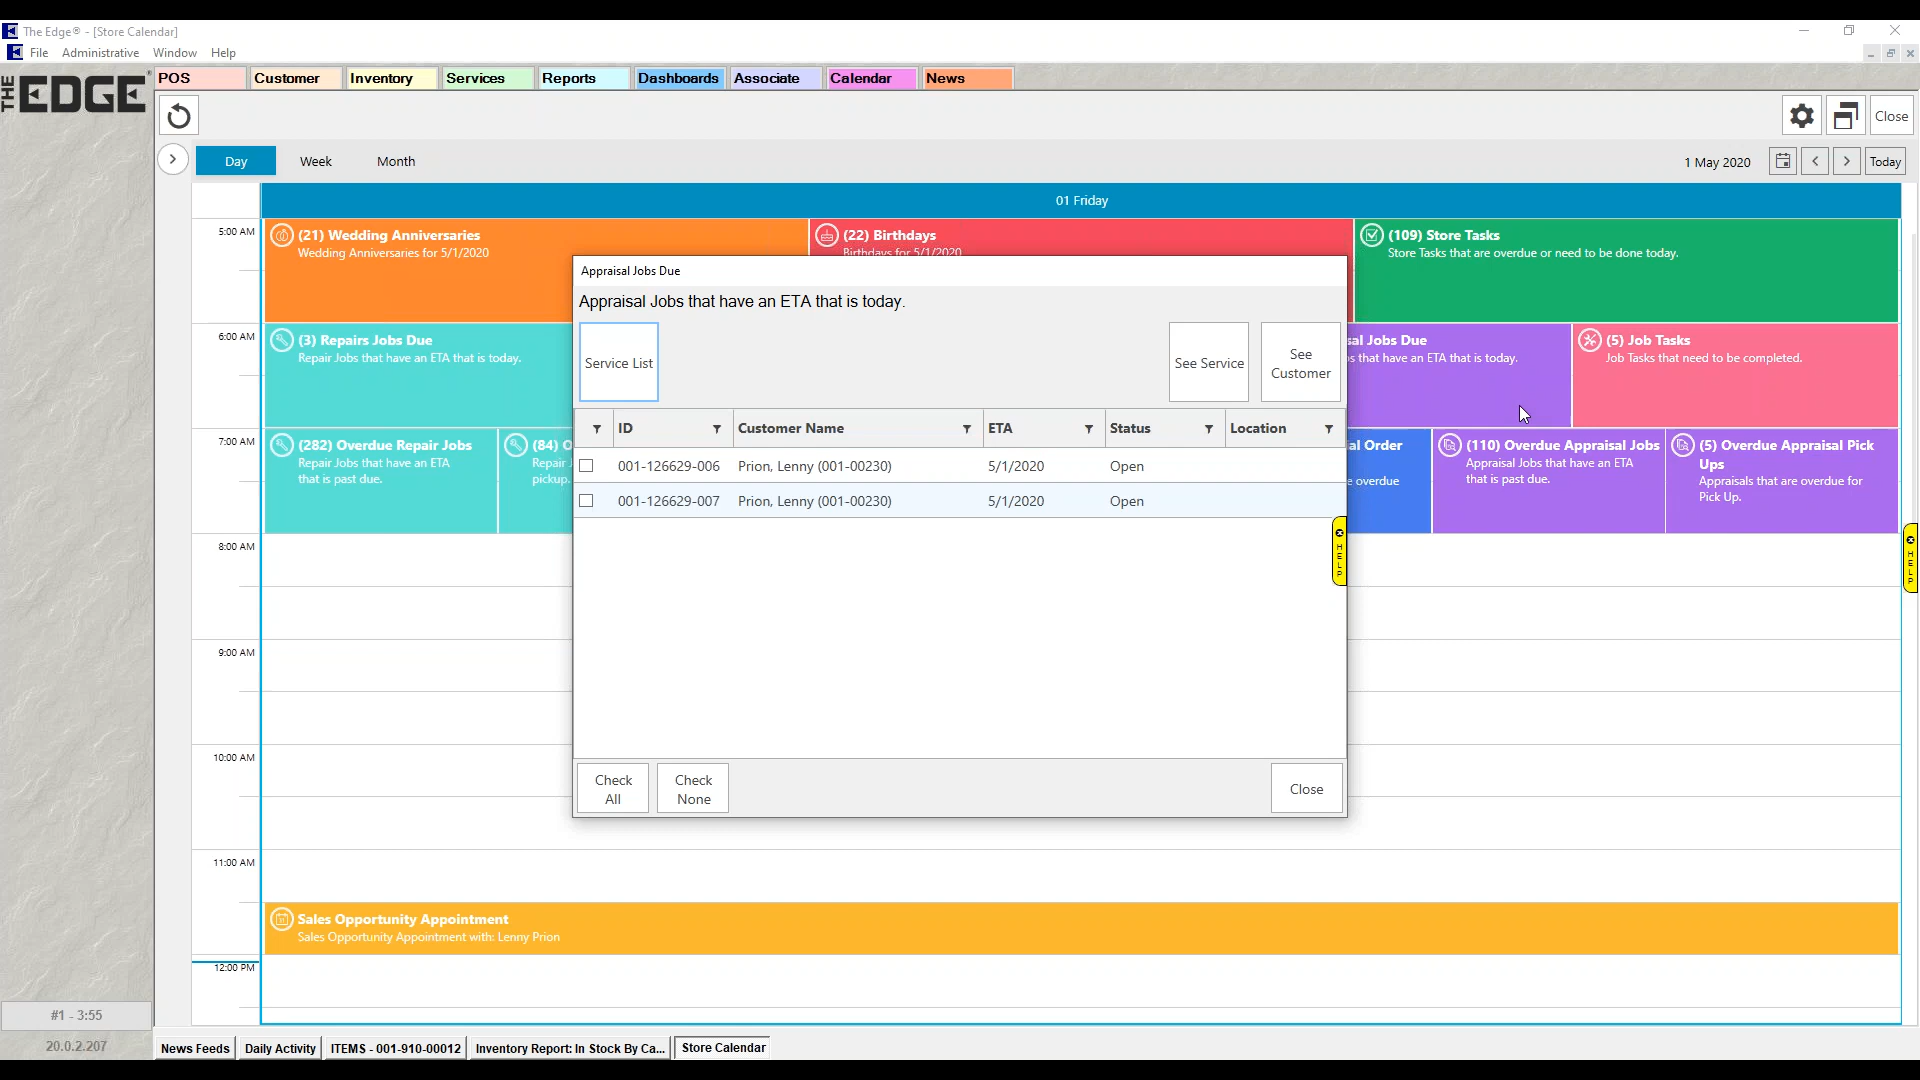 The Edge® - [Store Calendar]
File Administrative Window Help
THE EDGE
POS Customer Inventory Services Reports Dashboards Associate Calendar News
Close
Day Week Month
1 May 2020
Today
01 Friday
5:00 AM
(21) Wedding Anniversaries
Wedding Anniversaries for 5/1/2020
(22) Birthdays
Birthdays for 5/1/2020
(109) Store Tasks
Store Tasks that are overdue or need to be done today.
6:00 AM
(3) Repairs Jobs Due
Repair Jobs that have an ETA that is today.
sal Jobs Due
s that have an ETA that is today.
(5) Job Tasks
Job Tasks that need to be completed.
7:00 AM
(282) Overdue Repair Jobs
Repair Jobs that have an ETA
that is past due.
(84) O
Repair J
pickup.
al Order
e overdue
(110) Overdue Appraisal Jobs
Appraisal Jobs that have an ETA
that is past due.
(5) Overdue Appraisal Pick
Ups
Appraisals that are overdue for
Pick Up.
8:00 AM
9:00 AM
10:00 AM
11:00 AM
12:00 PM
Sales Opportunity Appointment
Sales Opportunity Appointment with: Lenny Prion
Appraisal Jobs Due
Appraisal Jobs that have an ETA that is today.
Service List
See Service
See
Customer
ID Customer Name ETA Status Location
001-126629-006 Prion, Lenny (001-00230) 5/1/2020 Open
001-126629-007 Prion, Lenny (001-00230) 5/1/2020 Open
HELP
HELP
Check
All
Check
None
Close
#1 - 3:55
20.0.2.207
News Feeds Daily Activity ITEMS - 001-910-00012 Inventory Report: In Stock By Ca... Store Calendar